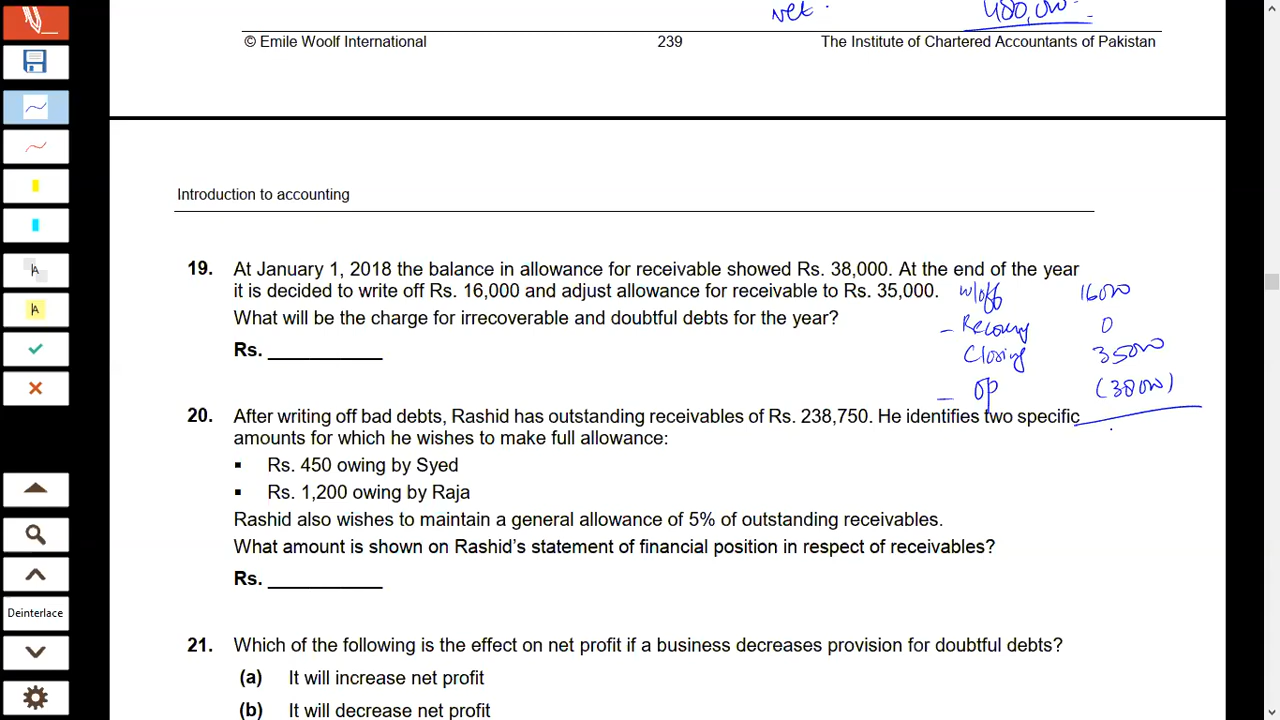 net. 480,000
© Emile Woolf International 239 The Institute of Chartered Accountants of Pakistan
Introduction to accounting
19. At January 1, 2018 the balance in allowance for receivable showed Rs. 38,000. At the end of the year
it is decided to write off Rs. 16,000 and adjust allowance for receivable to Rs. 35,000.
w/off 16000
What will be the charge for irrecoverable and doubtful debts for the year?
- Recovery 0
Rs. ___________
Closing 35000
- OP (38000)
20. After writing off bad debts, Rashid has outstanding receivables of Rs. 238,750. He identifies two specific
amounts for which he wishes to make full allowance:
▪ Rs. 450 owing by Syed
▪ Rs. 1,200 owing by Raja
Rashid also wishes to maintain a general allowance of 5% of outstanding receivables.
What amount is shown on Rashid’s statement of financial position in respect of receivables?
Rs. ___________
Deinterlace
21. Which of the following is the effect on net profit if a business decreases provision for doubtful debts?
(a) It will increase net profit
(b) It will decrease net profit